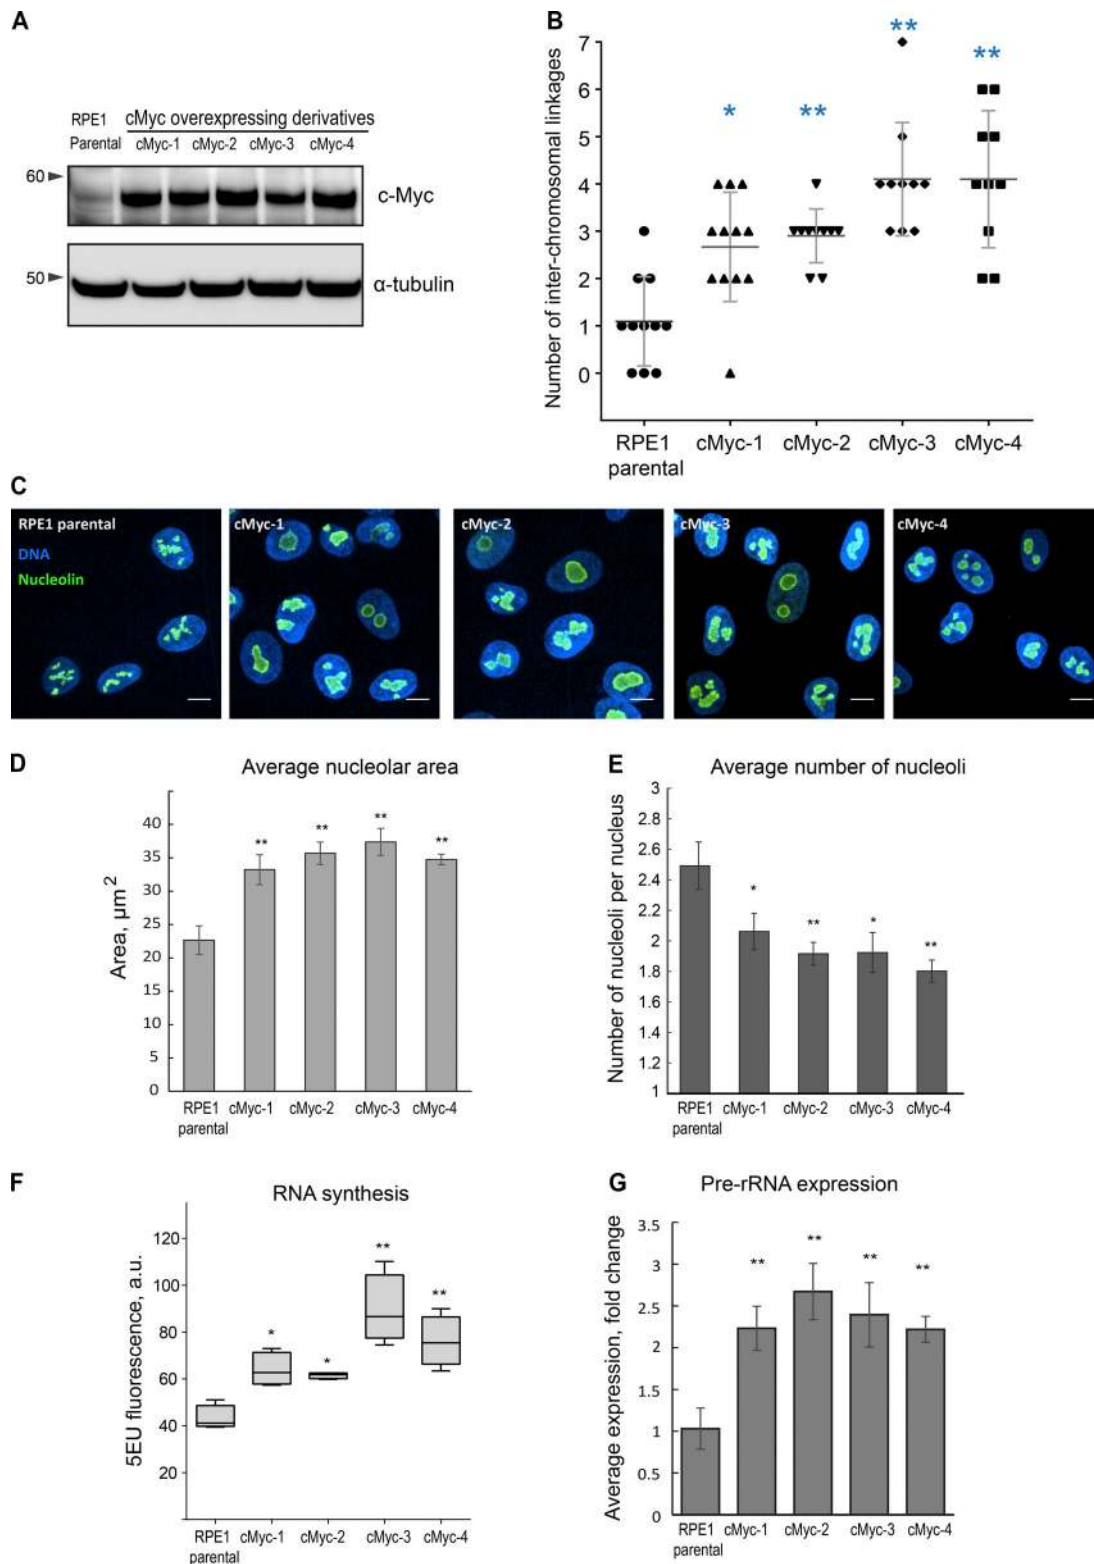 A
RPE1 Parental
cMyc overexpressing derivatives
cMyc-1 cMyc-2 cMyc-3 cMyc-4
60
c-Myc
50
α-tubulin
B
Number of inter-chromosomal linkages
7
6
5
4
3
2
1
0
*
**
**
**
RPE1 parental
cMyc-1
cMyc-2
cMyc-3
cMyc-4
C
RPE1 parental
DNA
Nucleolin
cMyc-1
cMyc-2
cMyc-3
cMyc-4
D
Average nucleolar area
Area, µm²
40
35
30
25
20
15
10
5
0
**
**
**
**
RPE1 parental
cMyc-1
cMyc-2
cMyc-3
cMyc-4
E
Average number of nucleoli
Number of nucleoli per nucleus
3
2.8
2.6
2.4
2.2
2
1.8
1.6
1.4
1.2
1
*
**
*
**
RPE1 parental
cMyc-1
cMyc-2
cMyc-3
cMyc-4
F
RNA synthesis
5EU fluorescence, a.u.
120
100
80
60
40
20
*
*
**
**
RPE1 parental
cMyc-1
cMyc-2
cMyc-3
cMyc-4
G
Pre-rRNA expression
Average expression, fold change
3.5
3
2.5
2
1.5
1
0.5
0
**
**
**
**
RPE1 parental
cMyc-1
cMyc-2
cMyc-3
cMyc-4